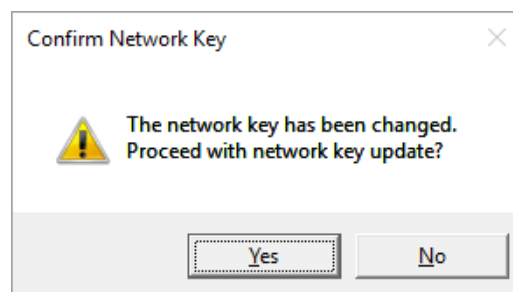 Confirm Network Key
The network key has been changed.
Proceed with network key update?
Yes
No